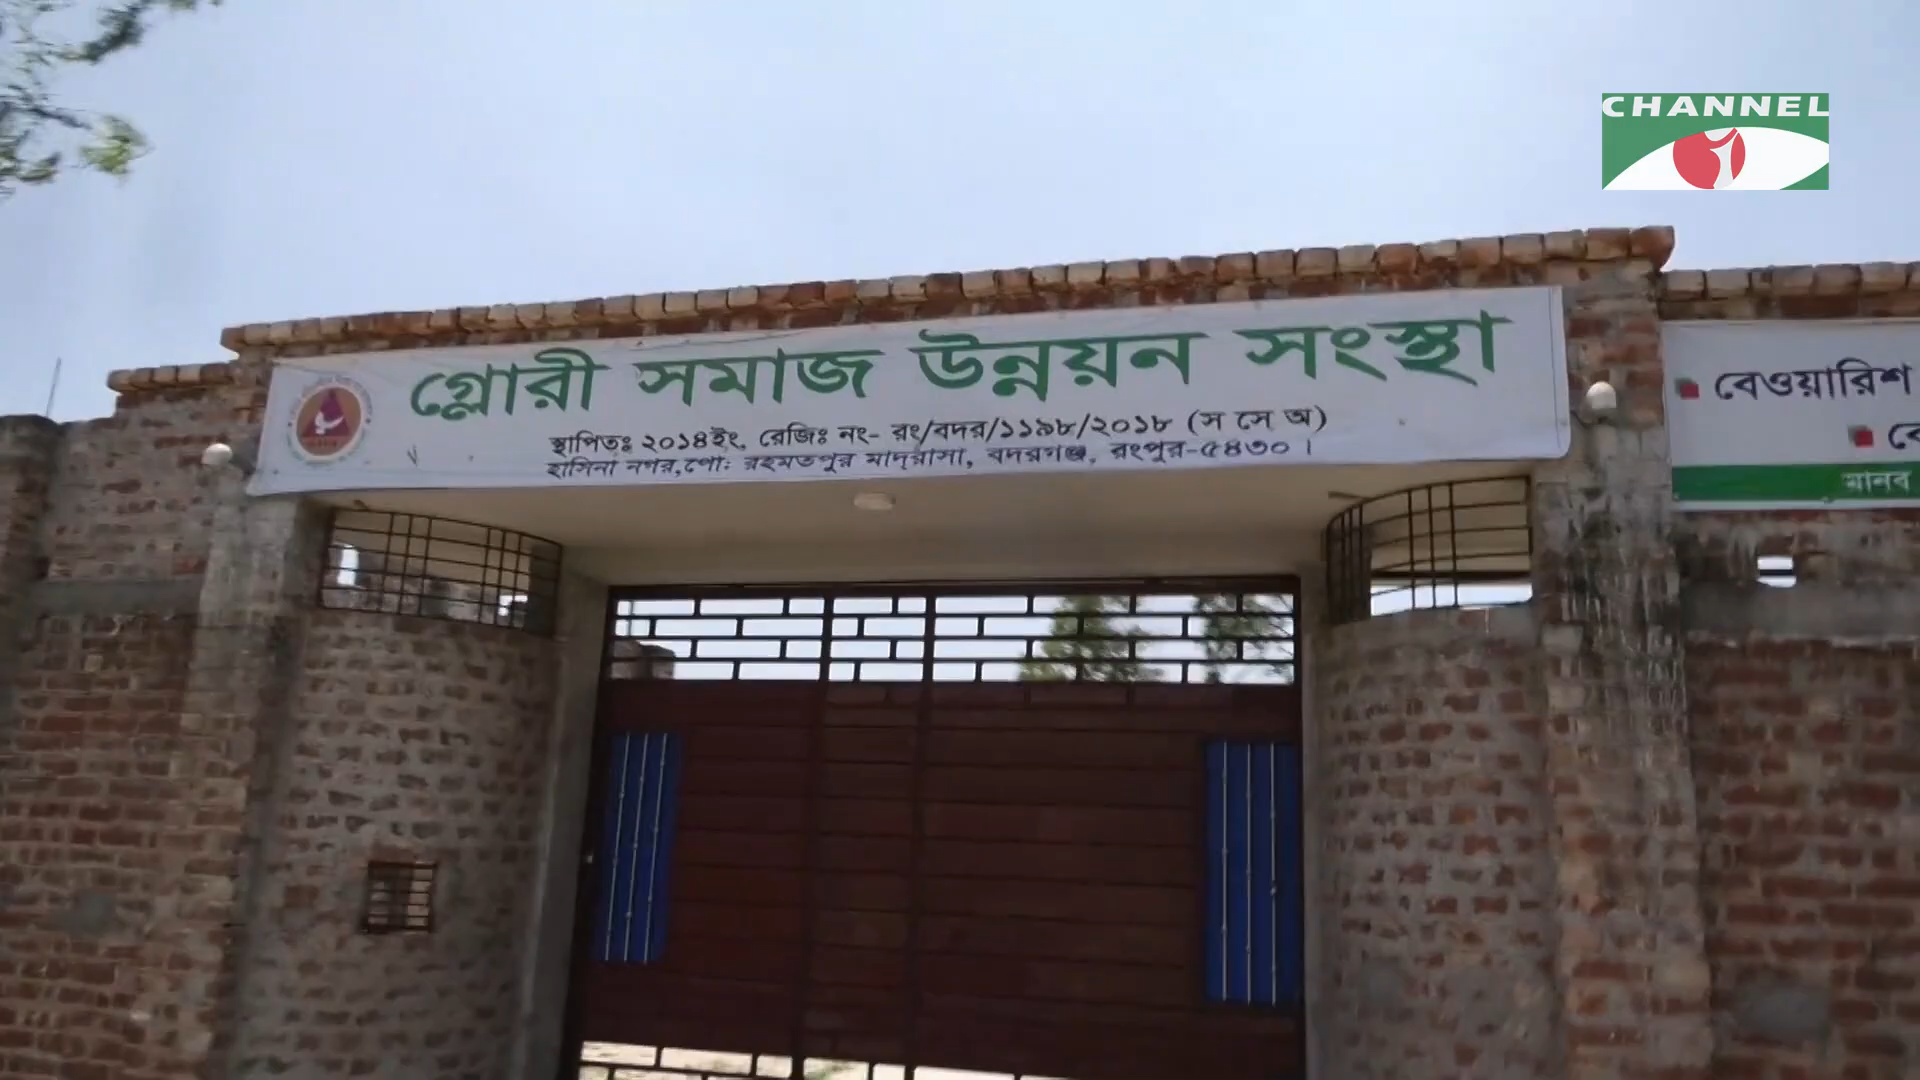 CHANNEL
গ্লোরী সমাজ উন্নয়ন সংস্থা
স্থাপিতঃ ২০১৪ইং, রেজিঃ নং- রং/বদর/১১৯৮/২০১৮ (স সে অ)
হাসিনা নগর,পো: রহমতপুর মাদ্রাসা, বদরগঞ্জ, রংপুর-৫৪৩০।
বেওয়ারিশ
মানব